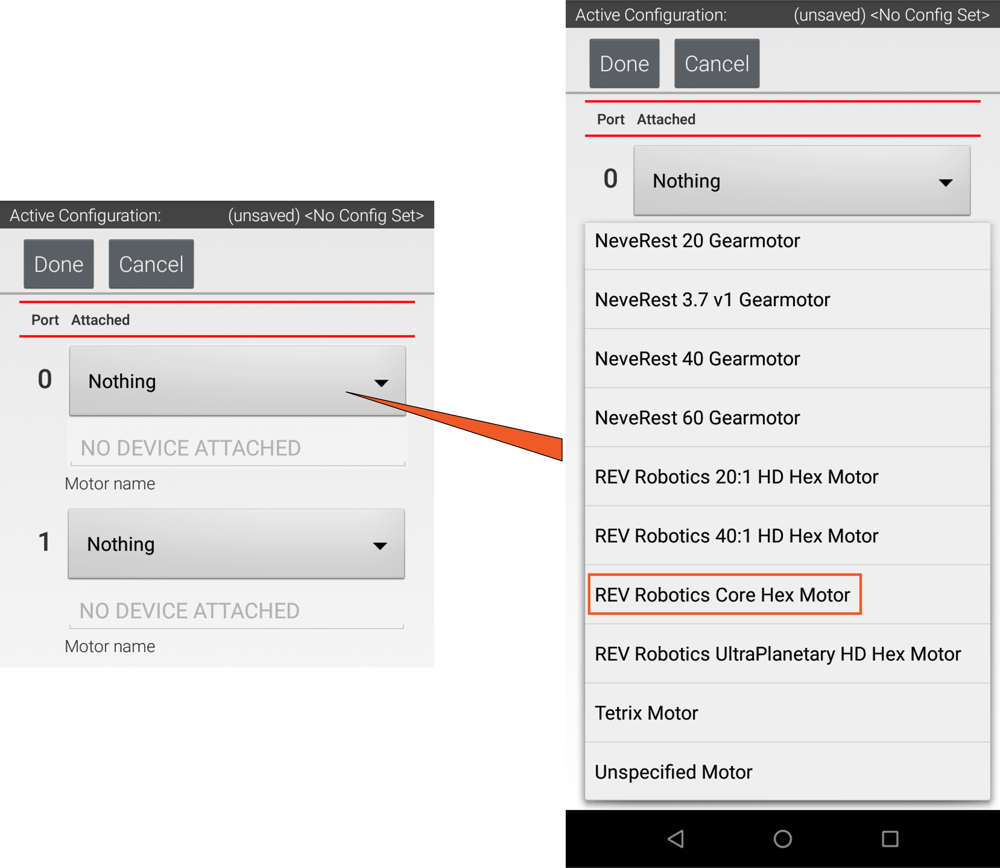 Active Configuration: (unsaved) <No Config Set>
Done Cancel
Port Attached
0 Nothing
NO DEVICE ATTACHED
Motor name
1 Nothing
NO DEVICE ATTACHED
Motor name
Active Configuration: (unsaved) <No Config Set>
Done Cancel
Port Attached
0 Nothing
NeveRest 20 Gearmotor
NeveRest 3.7 v1 Gearmotor
NeveRest 40 Gearmotor
NeveRest 60 Gearmotor
REV Robotics 20:1 HD Hex Motor
REV Robotics 40:1 HD Hex Motor
REV Robotics Core Hex Motor
REV Robotics UltraPlanetary HD Hex Motor
Tetrix Motor
Unspecified Motor